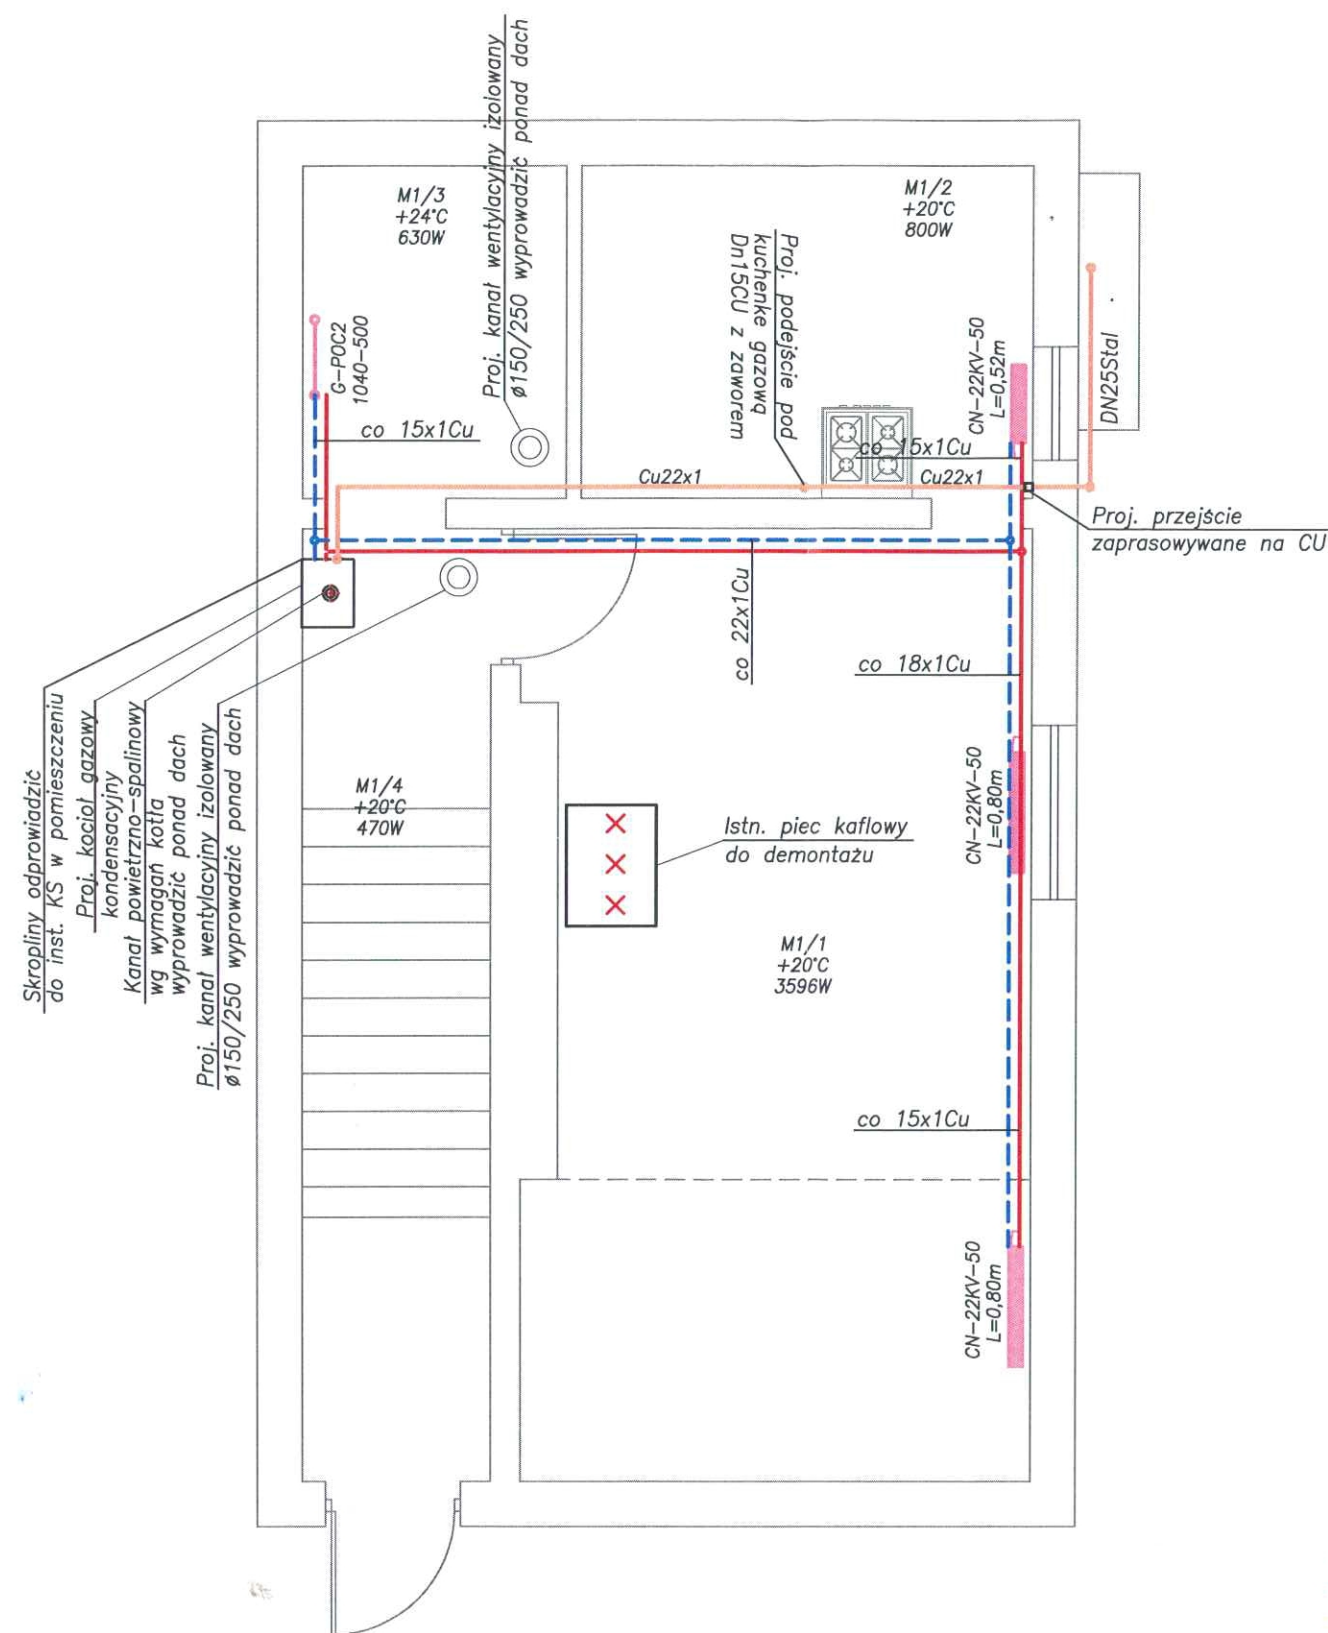 Proj. kanał wentylacyjny izolowany
ø150/250 wyprowadzić ponad dach
M1/3
+24°C
630W
M1/2
+20°C
800W
Proj. podejście pod
kuchenke gazową
Dn15CU z zaworem
G-POC2
1040-500
CN-22KV-50
L=0,52m
DN25Stal
co 15x1Cu
co 15x1Cu
Cu22x1
Cu22x1
Proj. przejście
zaprasowywane na CU
co 22x1Cu
co 18x1Cu
Skropliny odprowiadzić
do inst. KS w pomieszczeniu
Proj. kocioł gazowy
kondensacyjny
Kanał powietrzno-spalinowy
wg wymagań kotła
wyprowadzić ponad dach
Proj. kanał wentylacyjny izolowany
ø150/250 wyprowadzić ponad dach
M1/4
+20°C
470W
CN-22KV-50
L=0,80m
Istn. piec kaflowy
do demontażu
M1/1
+20°C
3596W
co 15x1Cu
CN-22KV-50
L=0,80m